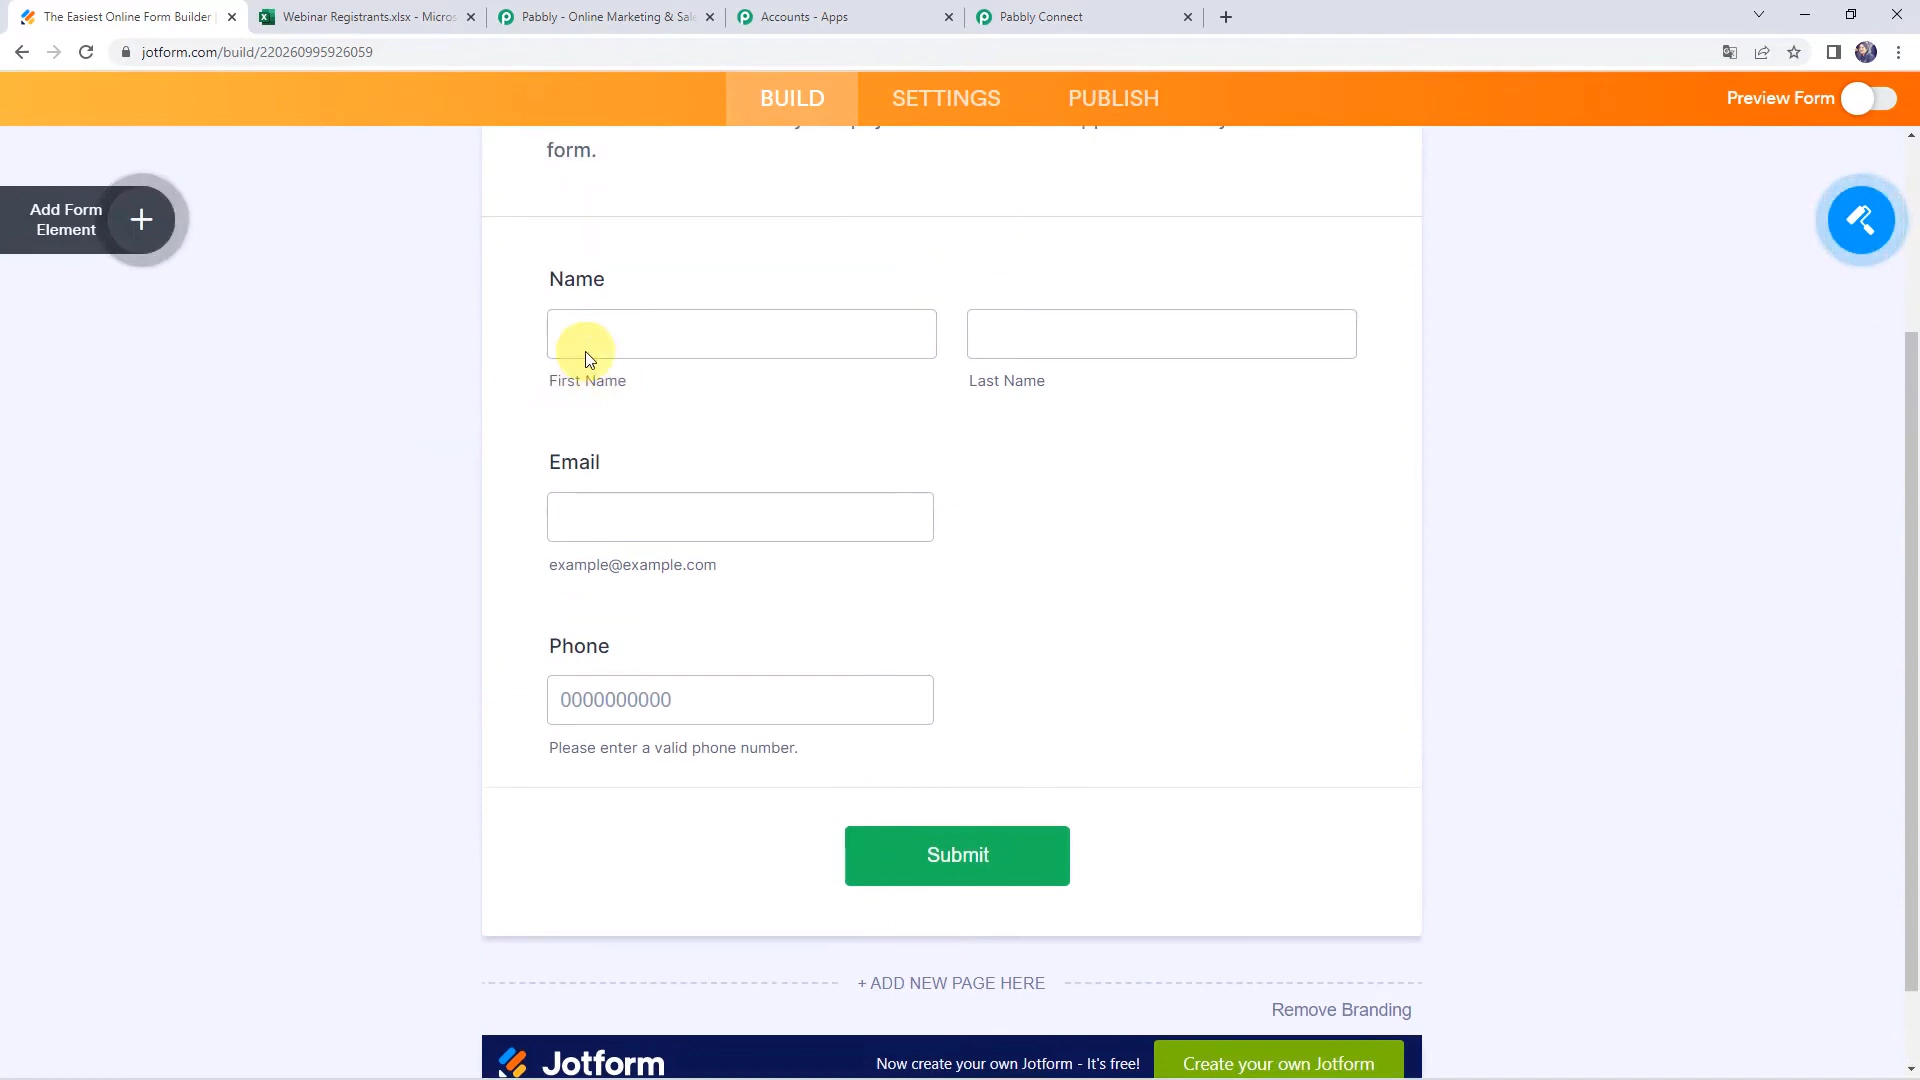 The Easiest Online Form Builder
Webinar Registrants.xlsx - Micros
Pabbly - Online Marketing & Sale
Accounts - Apps
Pabbly Connect
jotform.com/build/220260995926059
BUILD
SETTINGS
PUBLISH
Preview Form
form.
Add Form
Element
Name
First Name
Last Name
Email
example@example.com
Phone
0000000000
Please enter a valid phone number.
Submit
+ ADD NEW PAGE HERE
Remove Branding
Jotform
Now create your own Jotform - It's free!
Create your own Jotform